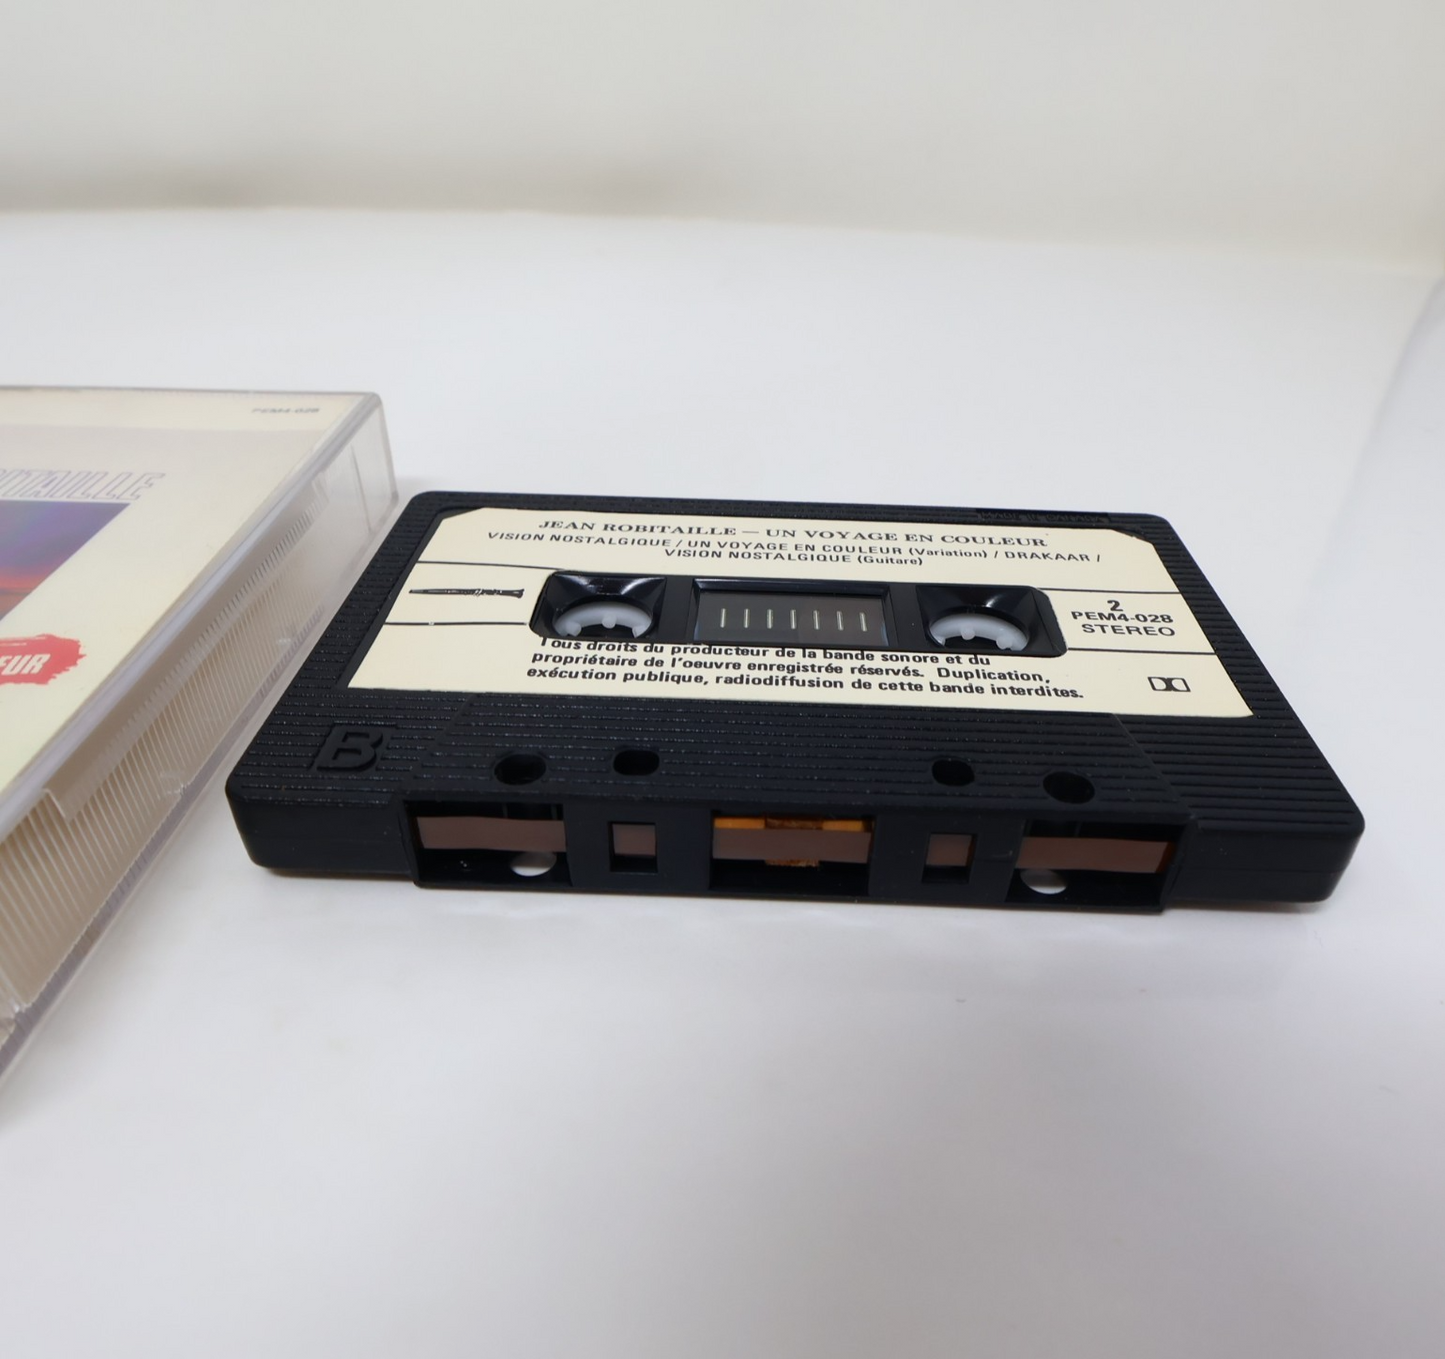 PEM4-028
ITAILLE
EUR
JEAN ROBITAILLE — UN VOYAGE EN COULEUR
VISION NOSTALGIQUE / UN VOYAGE EN COULEUR (Variation) / DRAKAAR /
VISION NOSTALGIQUE (Guitare)
2
PEM4-028
STEREO
Tous droits du producteur de la bande sonore et du
propriétaire de l'oeuvre enregistrée réservés. Duplication,
exécution publique, radiodiffusion de cette bande interdites.
B